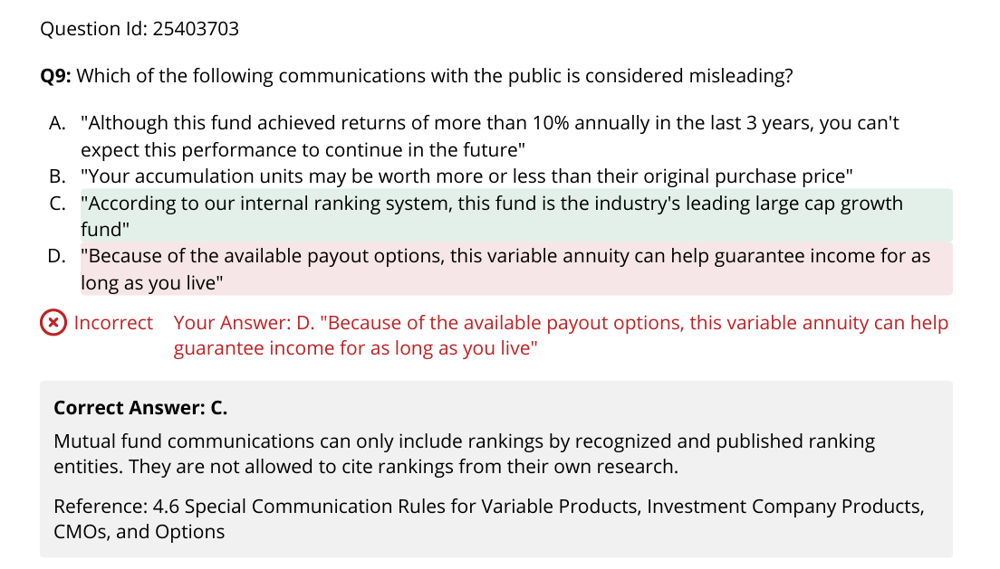 Question Id: 25403703
Q9: Which of the following communications with the public is considered misleading?
A. "Although this fund achieved returns of more than 10% annually in the last 3 years, you can't
expect this performance to continue in the future"
B. "Your accumulation units may be worth more or less than their original purchase price"
C. "According to our internal ranking system, this fund is the industry's leading large cap growth
fund"
D. "Because of the available payout options, this variable annuity can help guarantee income for as
long as you live"
Incorrect Your Answer: D. "Because of the available payout options, this variable annuity can help
guarantee income for as long as you live"
Correct Answer: C.
Mutual fund communications can only include rankings by recognized and published ranking
entities. They are not allowed to cite rankings from their own research.
Reference: 4.6 Special Communication Rules for Variable Products, Investment Company Products,
CMOs, and Options